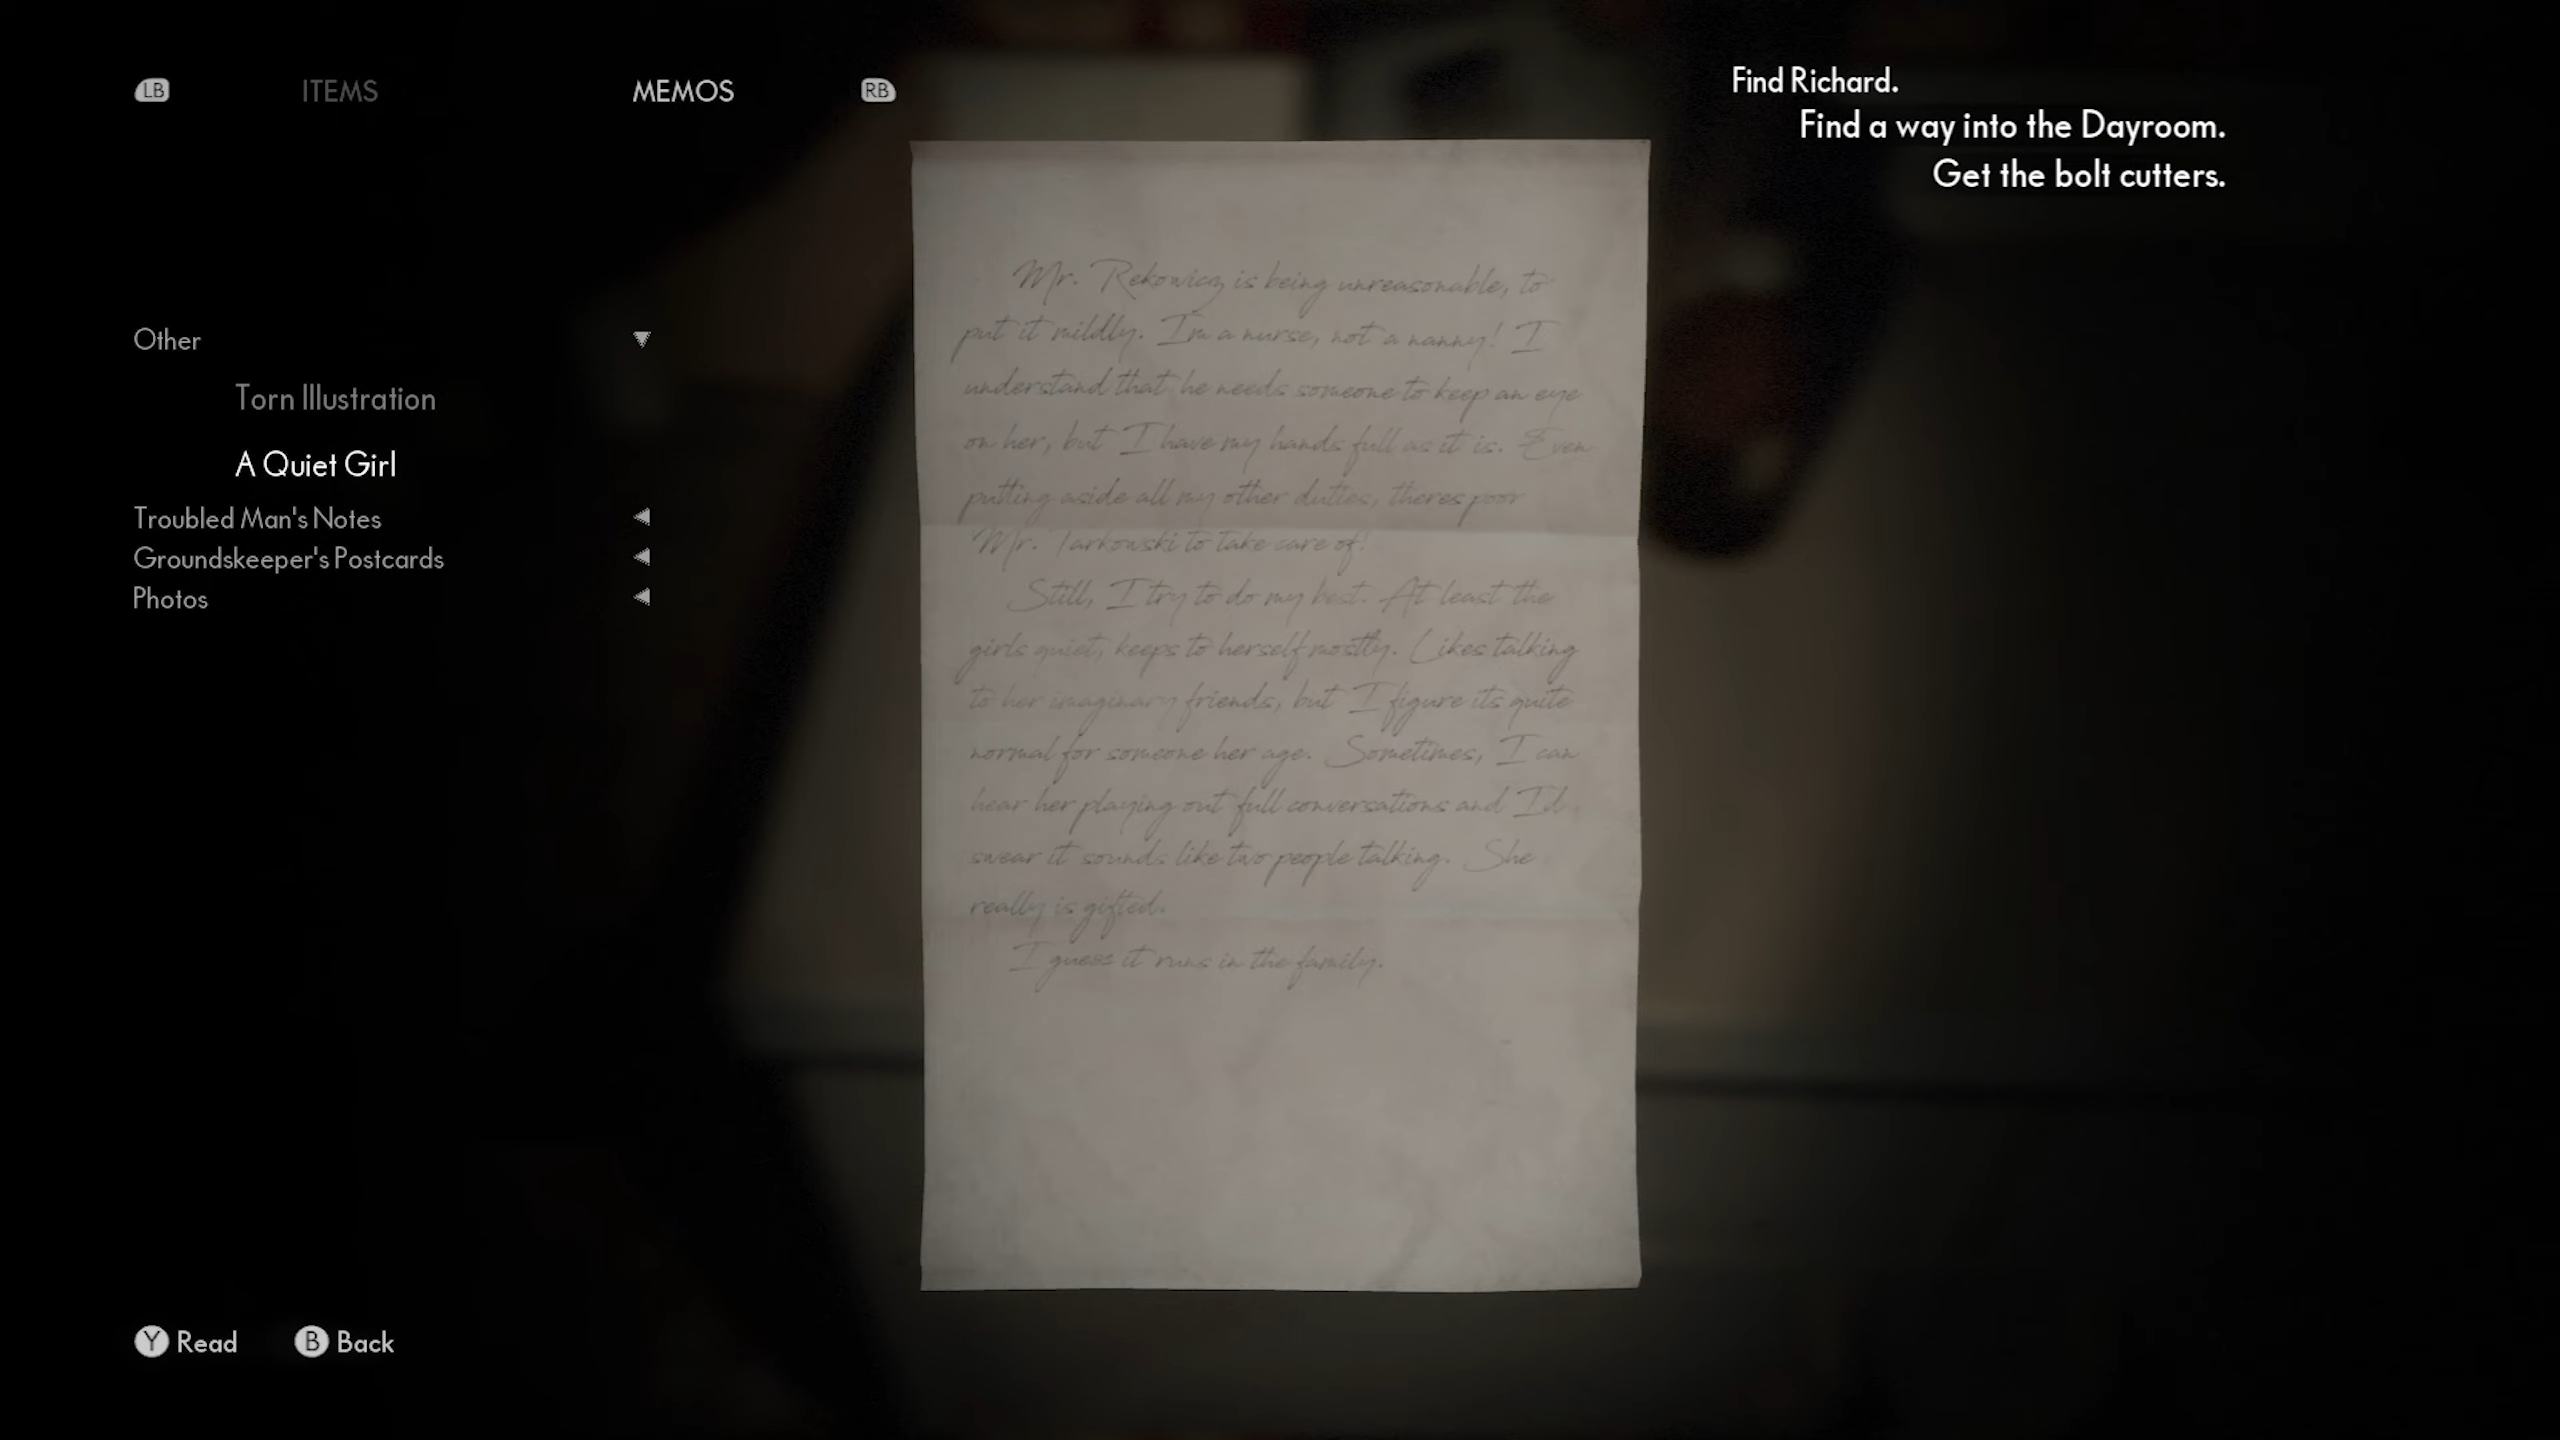 LB
ITEMS
MEMOS
RB
Find Richard.
Find a way into the Dayroom.
Get the bolt cutters.
Other
Torn Illustration
A Quiet Girl
Troubled Man's Notes
Groundskeeper's Postcards
Photos
Mr. Rekowicz is being unreasonable, to
put it mildly. Im a nurse, not a nanny! I
understand that he needs someone to keep an eye
on her, but I have my hands full as it is. Even
putting aside all my other duties, theres poor
Mr. Tarkowski to take care of!
Still, I try to do my best. At least the
girls quiet, keeps to herself mostly. Likes talking
to her imaginary friends, but I figure its quite
normal for someone her age. Sometimes, I can
hear her playing out full conversations and Id
swear it sounds like two people talking. She
really is gifted.
I guess it runs in the family.
Y Read
B Back